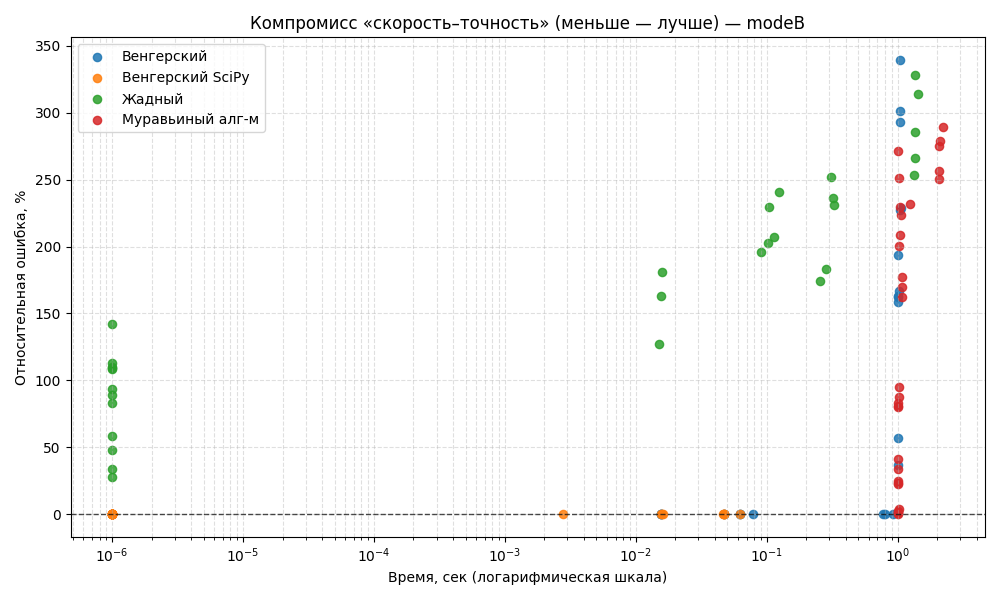 Компромисс «скорость–точность» (меньше — лучше) — modeB
Относительная ошибка, %
350
300
250
200
150
100
50
0
Венгерский
Венгерский SciPy
Жадный
Муравьиный алг-м
10⁻⁶
10⁻⁵
10⁻⁴
10⁻³
10⁻²
10⁻¹
10⁰
Время, сек (логарифмическая шкала)